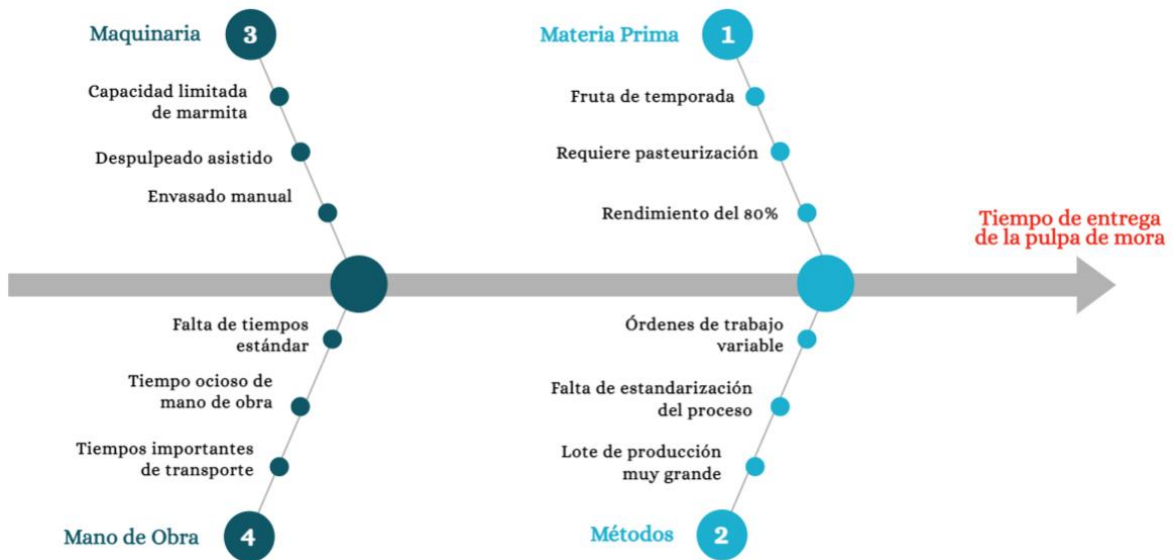 Maquinaria
3
Capacidad limitada
de marmita
Despulpeado asistido
Envasado manual
Materia Prima
1
Fruta de temporada
Requiere pasteurización
Rendimiento del 80%
Tiempo de entrega
de la pulpa de mora
Falta de tiempos
estándar
Tiempo ocioso de
mano de obra
Tiempos importantes
de transporte
Mano de Obra
4
Órdenes de trabajo
variable
Falta de estandarización
del proceso
Lote de producción
muy grande
Métodos
2